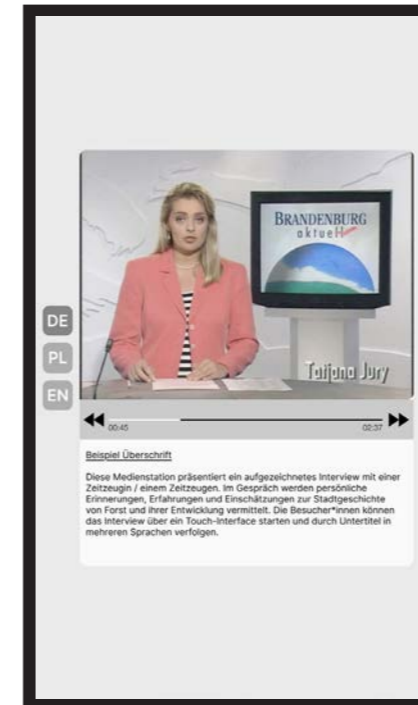 BRANDENBURG
aktuell
Tatjana Jury
DE
PL
EN
00:45
02:37
Beispiel Überschrift
Diese Medienstation präsentiert ein aufgezeichnetes Interview mit einer
Zeitzeugin / einem Zeitzeugen. Im Gespräch werden persönliche
Erinnerungen, Erfahrungen und Einschätzungen zur Stadtgeschichte
von Forst und ihrer Entwicklung vermittelt. Die Besucher*innen können
das Interview über ein Touch-Interface starten und durch Untertitel in
mehreren Sprachen verfolgen.